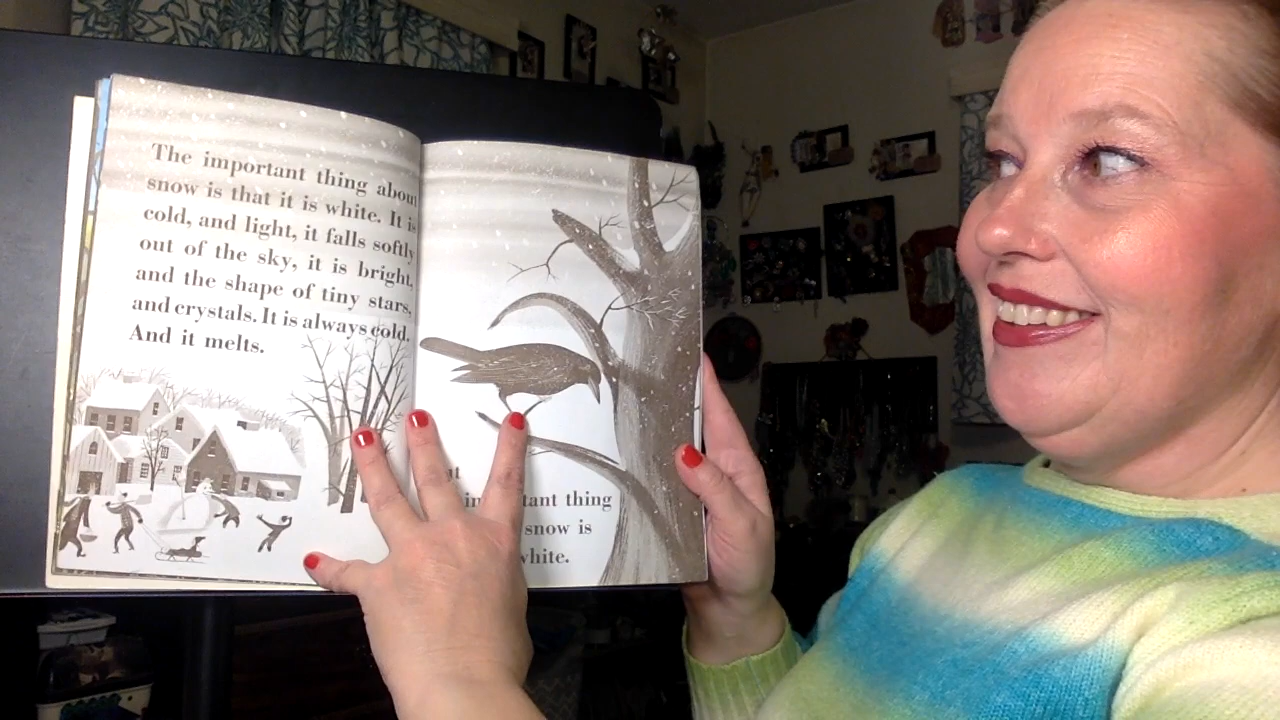 The important thing about
snow is that it is white. It is
cold, and light, it falls softly
out of the sky, it is bright,
and the shape of tiny stars,
and crystals. It is always cold.
And it melts.
tant thing
snow is
white.